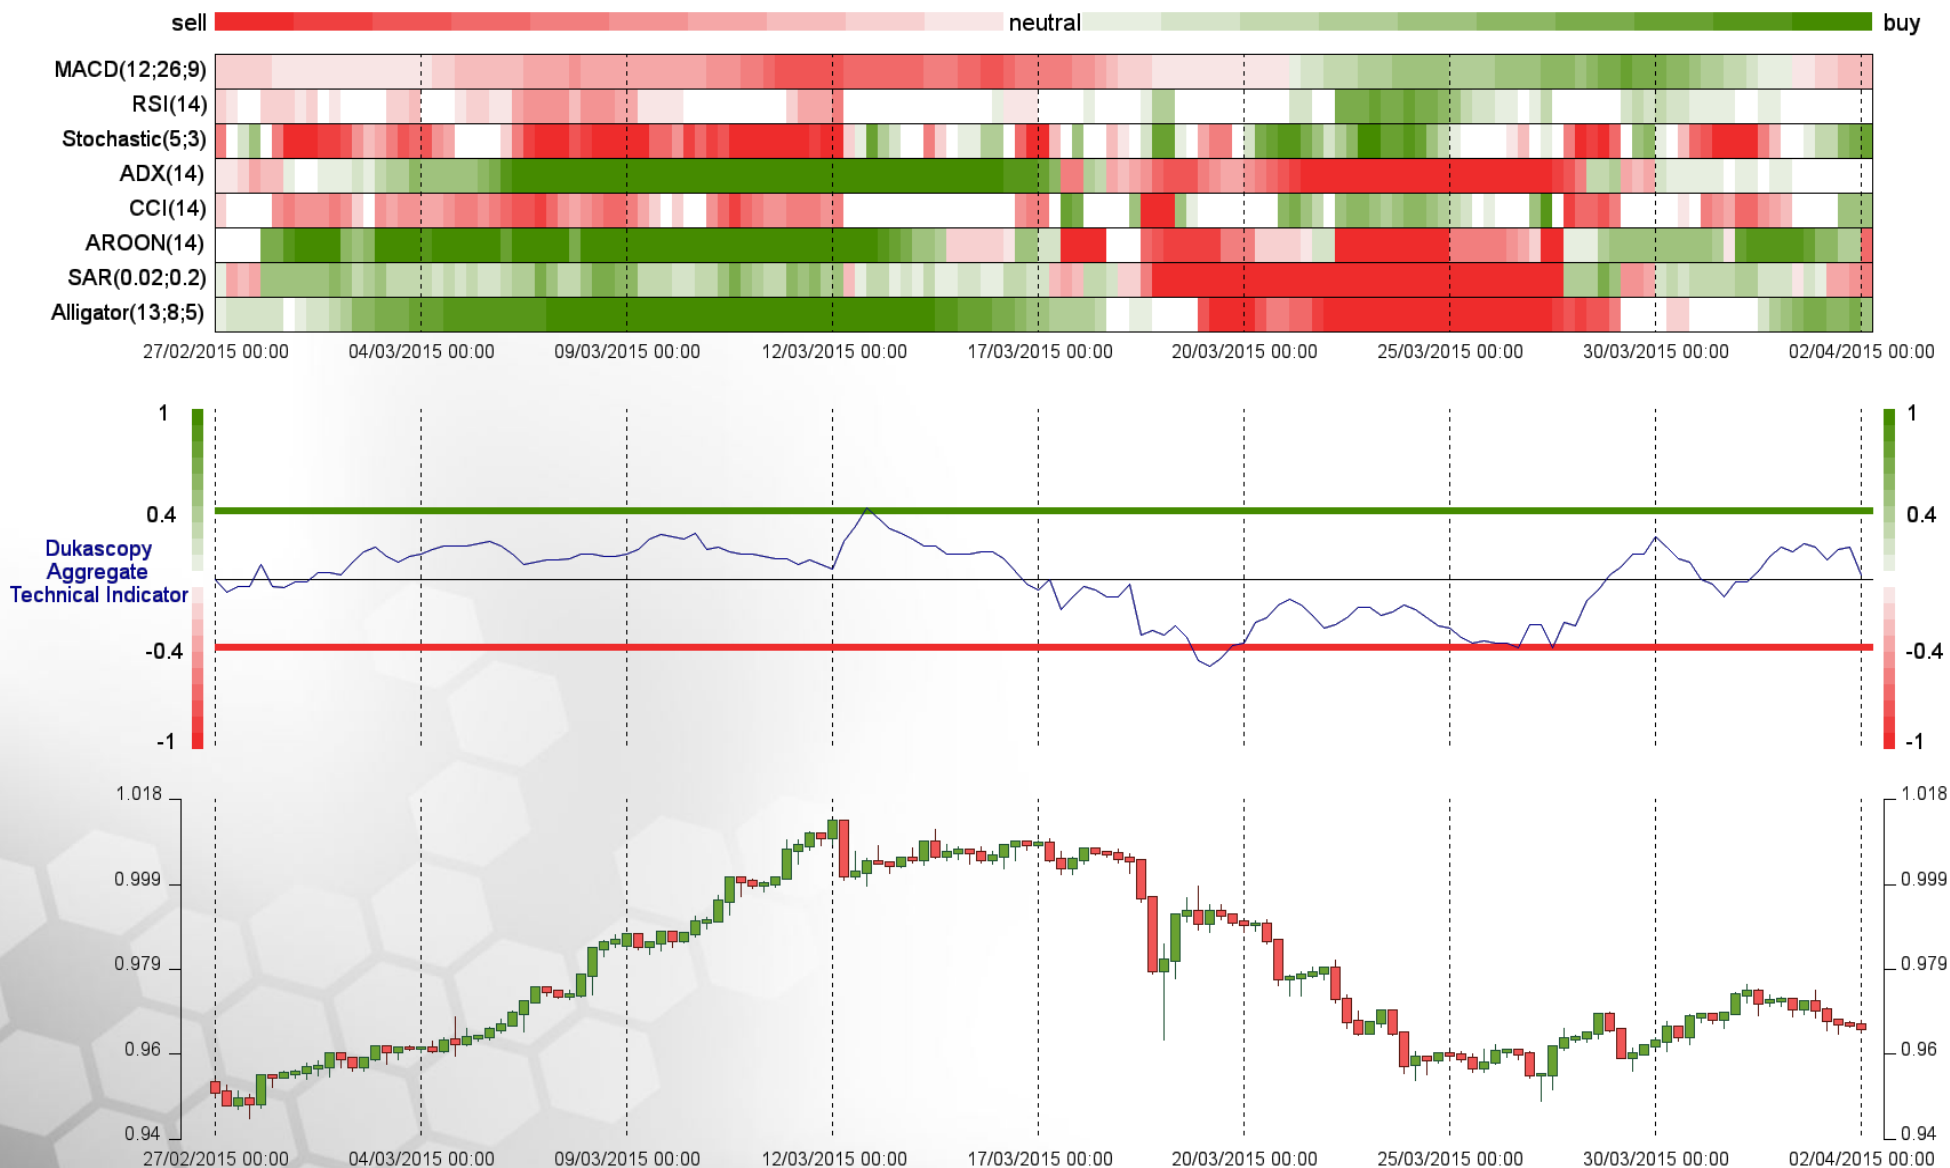 sell neutral buy
MACD(12;26;9)
RSI(14)
Stochastic(5;3)
ADX(14)
CCI(14)
AROON(14)
SAR(0.02;0.2)
Alligator(13;8;5)
27/02/2015 00:00 04/03/2015 00:00 09/03/2015 00:00 12/03/2015 00:00 17/03/2015 00:00 20/03/2015 00:00 25/03/2015 00:00 30/03/2015 00:00 02/04/2015 00:00
1 1
0.4 0.4
Dukascopy
Aggregate
Technical Indicator
-0.4 -0.4
-1 -1
1.018 1.018
0.999 0.999
0.979 0.979
0.96 0.96
0.94 0.94
27/02/2015 00:00 04/03/2015 00:00 09/03/2015 00:00 12/03/2015 00:00 17/03/2015 00:00 20/03/2015 00:00 25/03/2015 00:00 30/03/2015 00:00 02/04/2015 00:00